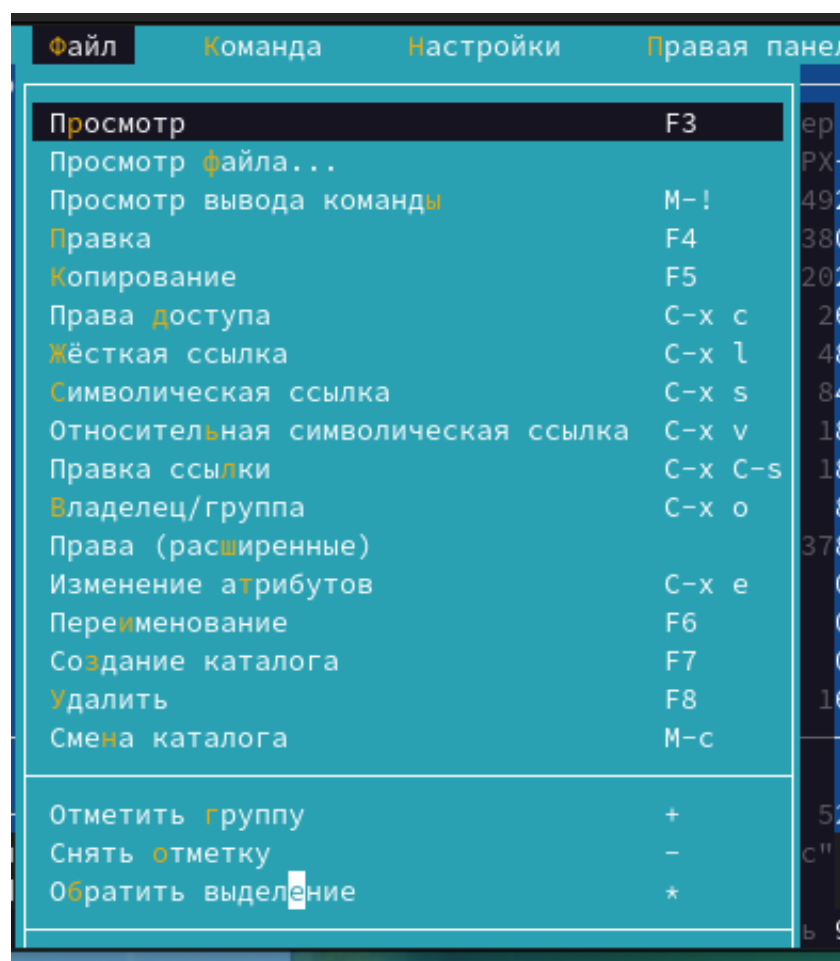 Файл Команда Настройки Правая
Просмотр F3
Просмотр файла...
Просмотр вывода команды M-!
Правка F4
Копирование F5
Права доступа C-x c
Жёсткая ссылка C-x l
Символическая ссылка C-x s
Относительная символическая ссылка C-x v
Правка ссылки C-x C-s
Владелец/группа C-x o
Права (расширенные)
Изменение атрибутов C-x e
Переименование F6
Создание каталога F7
Удалить F8
Смена каталога M-c
Отметить группу +
Снять отметку -
Обратить выделение *